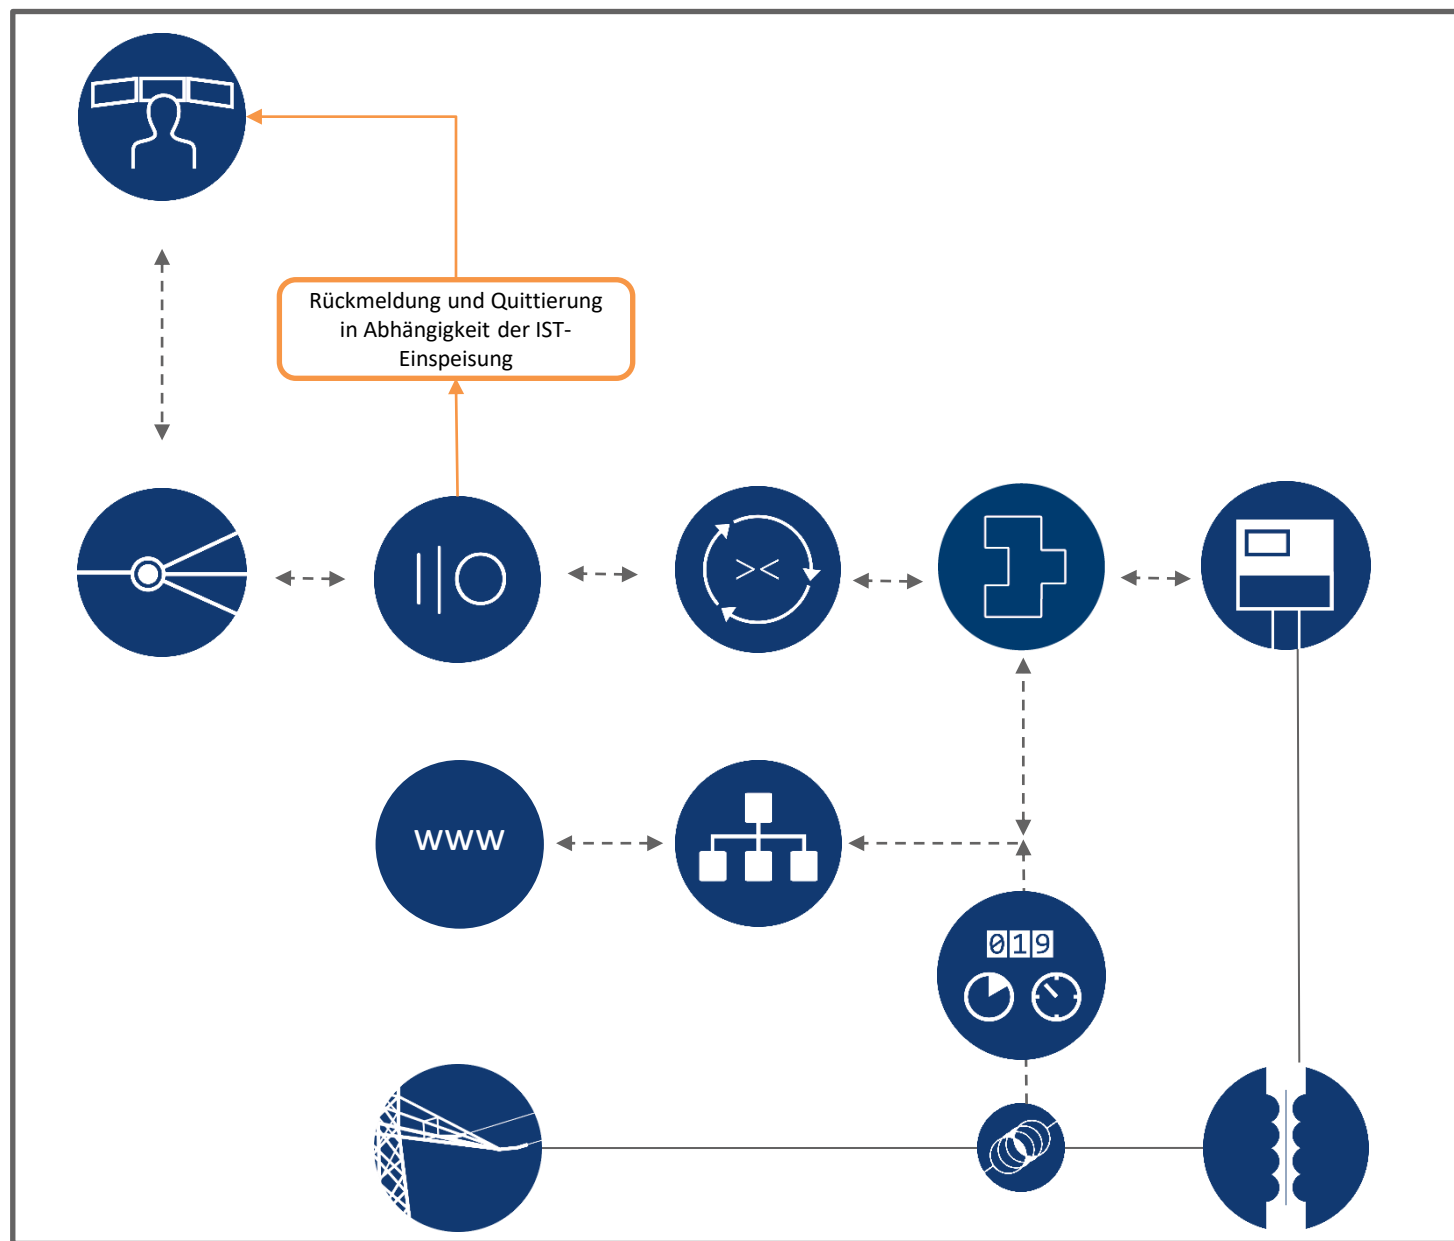 Rückmeldung und Quittierung
in Abhängigkeit der IST-
Einspeisung
I|O
><
www
019